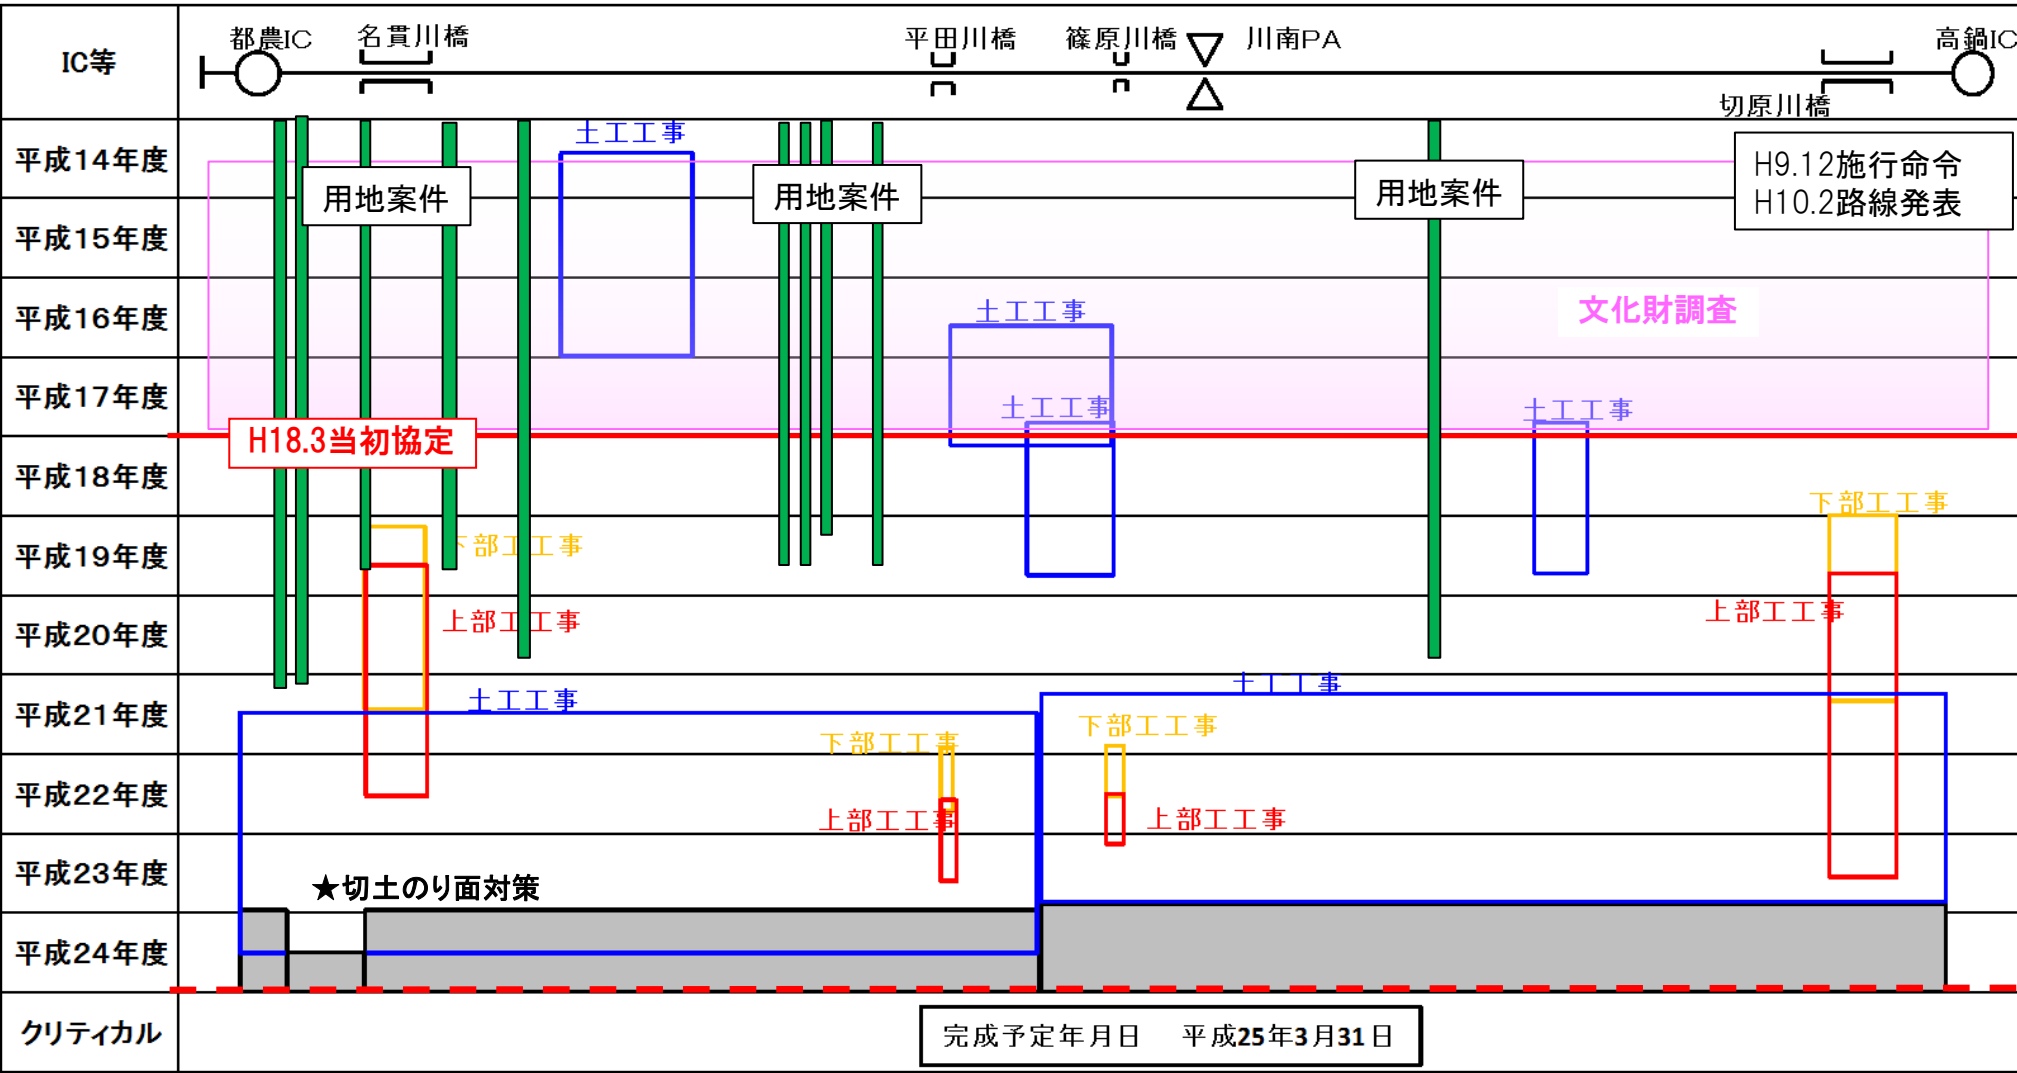 IC等
都農IC
名貫川橋
平田川橋
篠原川橋
川南PA
高鍋IC
切原川橋
平成14年度
土工工事
用地案件
用地案件
用地案件
H9.12施行命令
H10.2路線発表
平成15年度
平成16年度
土工工事
文化財調査
平成17年度
土工工事
土工工事
H18.3当初協定
平成18年度
下部工工事
平成19年度
下部工工事
平成20年度
上部工工事
上部工工事
平成21年度
土工工事
土工工事
下部工工事
下部工工事
平成22年度
上部工工事
上部工工事
平成23年度
★切土のり面対策
平成24年度
クリティカル
完成予定年月日 平成25年3月31日